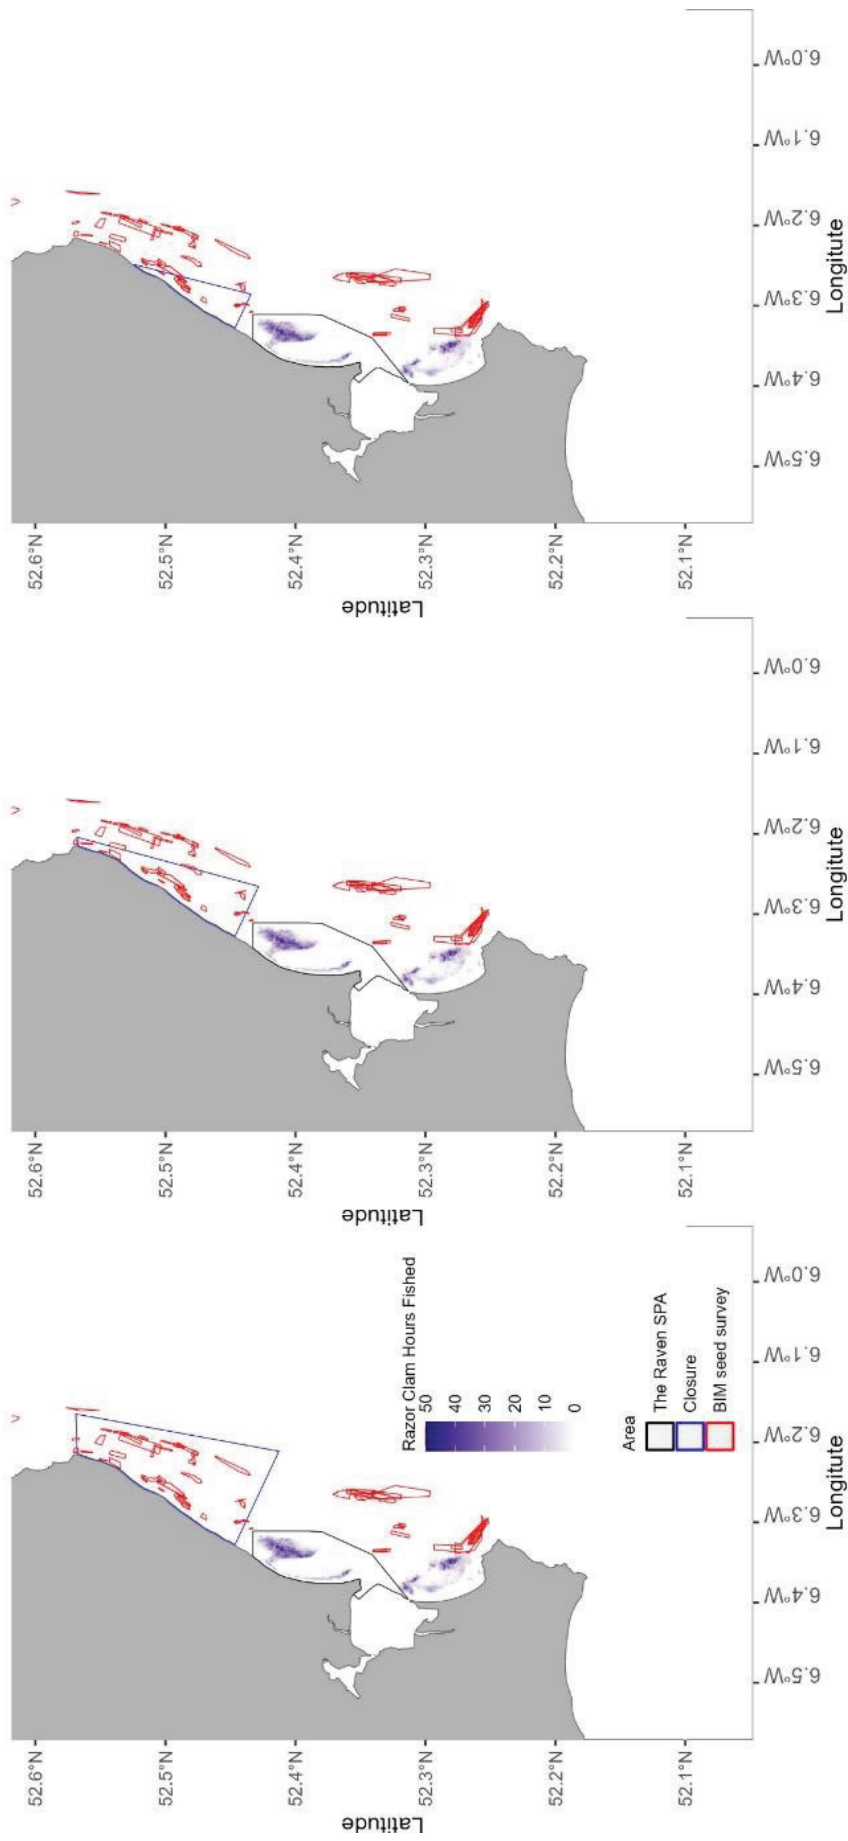 52.6°N
52.5°N
52.4°N
52.3°N
52.2°N
52.1°N
Latitude
6.5°W
6.4°W
6.3°W
6.2°W
6.1°W
6.0°W
Longitute
Razor Clam Hours Fished
50
40
30
20
10
0
Area
The Raven SPA
Closure
BIM seed survey
52.6°N
52.5°N
52.4°N
52.3°N
52.2°N
52.1°N
Latitude
6.5°W
6.4°W
6.3°W
6.2°W
6.1°W
6.0°W
Longitute
52.6°N
52.5°N
52.4°N
52.3°N
52.2°N
52.1°N
Latitude
6.5°W
6.4°W
6.3°W
6.2°W
6.1°W
6.0°W
Longitute